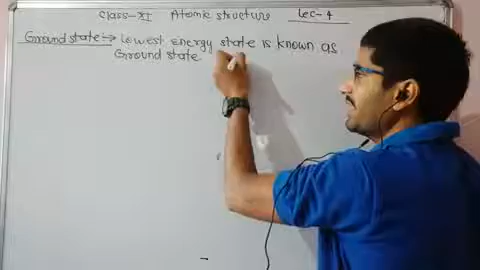 Class-XI Atomic structure Lec-4
Ground state → Lowest energy state is known as
Ground state